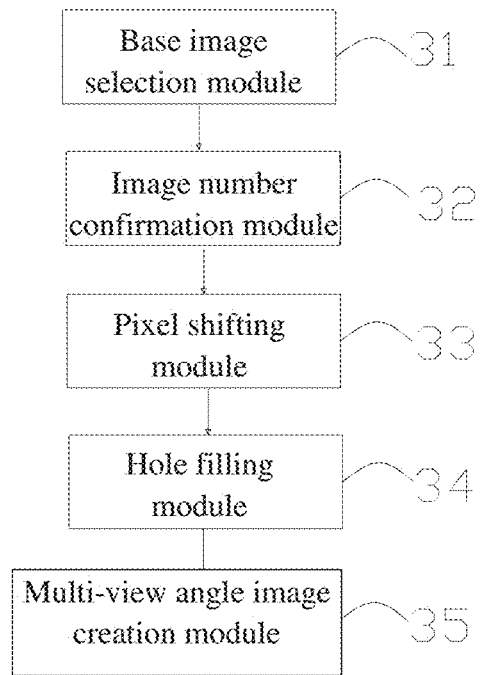 Base image
selection module
31
Image number
confirmation module
32
Pixel shifting
module
33
Hole filling
module
34
Multi-view angle image
creation module
35